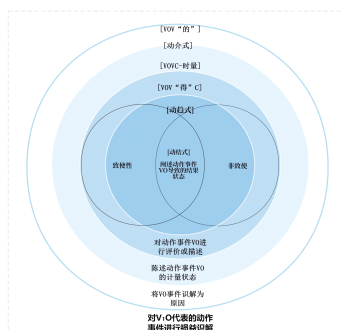 [VOV“的”]
[动介式]
[VOVC-时量]
[VOV“得”C]
[动趋式]
[动结式]
致使性
阐述动作事件
VO导致的结果
状态
非致使
对动作事件VO进
行评价或描述
陈述动作事件VO
的计量状态
将VO事件识解为
原因
对V₁O代表的动作
事件进行损益识解